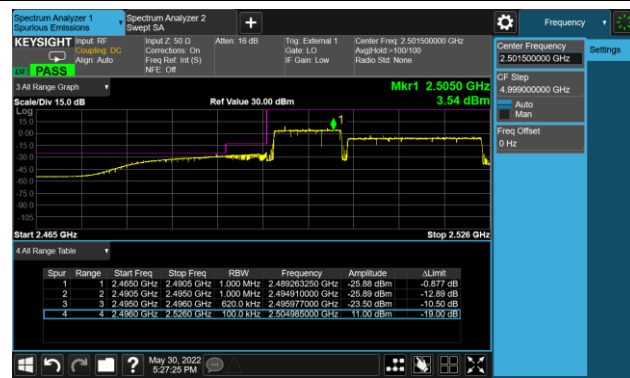 Spectrum Analyzer 1
Spurious Emissions
Spectrum Analyzer 2
Swept SA
Frequency
KEYSIGHT
Input: RF
Coupling: DC
Align: Auto
Input Z: 50 Ω
Corrections: On
Freq Ref: Int (S)
NFE: Off
Atten: 16 dB
Trig: External 1
Gate: LO
IF Gain: Low
Center Freq: 2.501500000 GHz
Avg|Hold:>100/100
Radio Std: None
PASS
Center Frequency
2.501500000 GHz
Settings
CF Step
4.999000000 GHz
Auto
Man
Freq Offset
0 Hz
3 All Range Graph
Mkr1 2.5050 GHz
Scale/Div 15.0 dB
Ref Value 30.00 dBm
3.54 dBm
Log
15.0
0.00
-15.0
-30.0
-45.0
-60.0
-75.0
-90.0
-105
1
Start 2.465 GHz
Stop 2.526 GHz
4 All Range Table
Spur Range Start Freq Stop Freq RBW Frequency Amplitude ΔLimit
1 1 2.4650 GHz 2.4905 GHz 1.000 MHz 2.489263250 GHz -25.88 dBm -0.877 dB
2 2 2.4905 GHz 2.4950 GHz 1.000 MHz 2.494910000 GHz -25.89 dBm -12.89 dB
3 3 2.4950 GHz 2.4960 GHz 620.0 kHz 2.495977000 GHz -23.50 dBm -10.50 dB
4 4 2.4960 GHz 2.5260 GHz 100.0 kHz 2.504985000 GHz 11.00 dBm -19.00 dB
May 30, 2022
5:27:25 PM